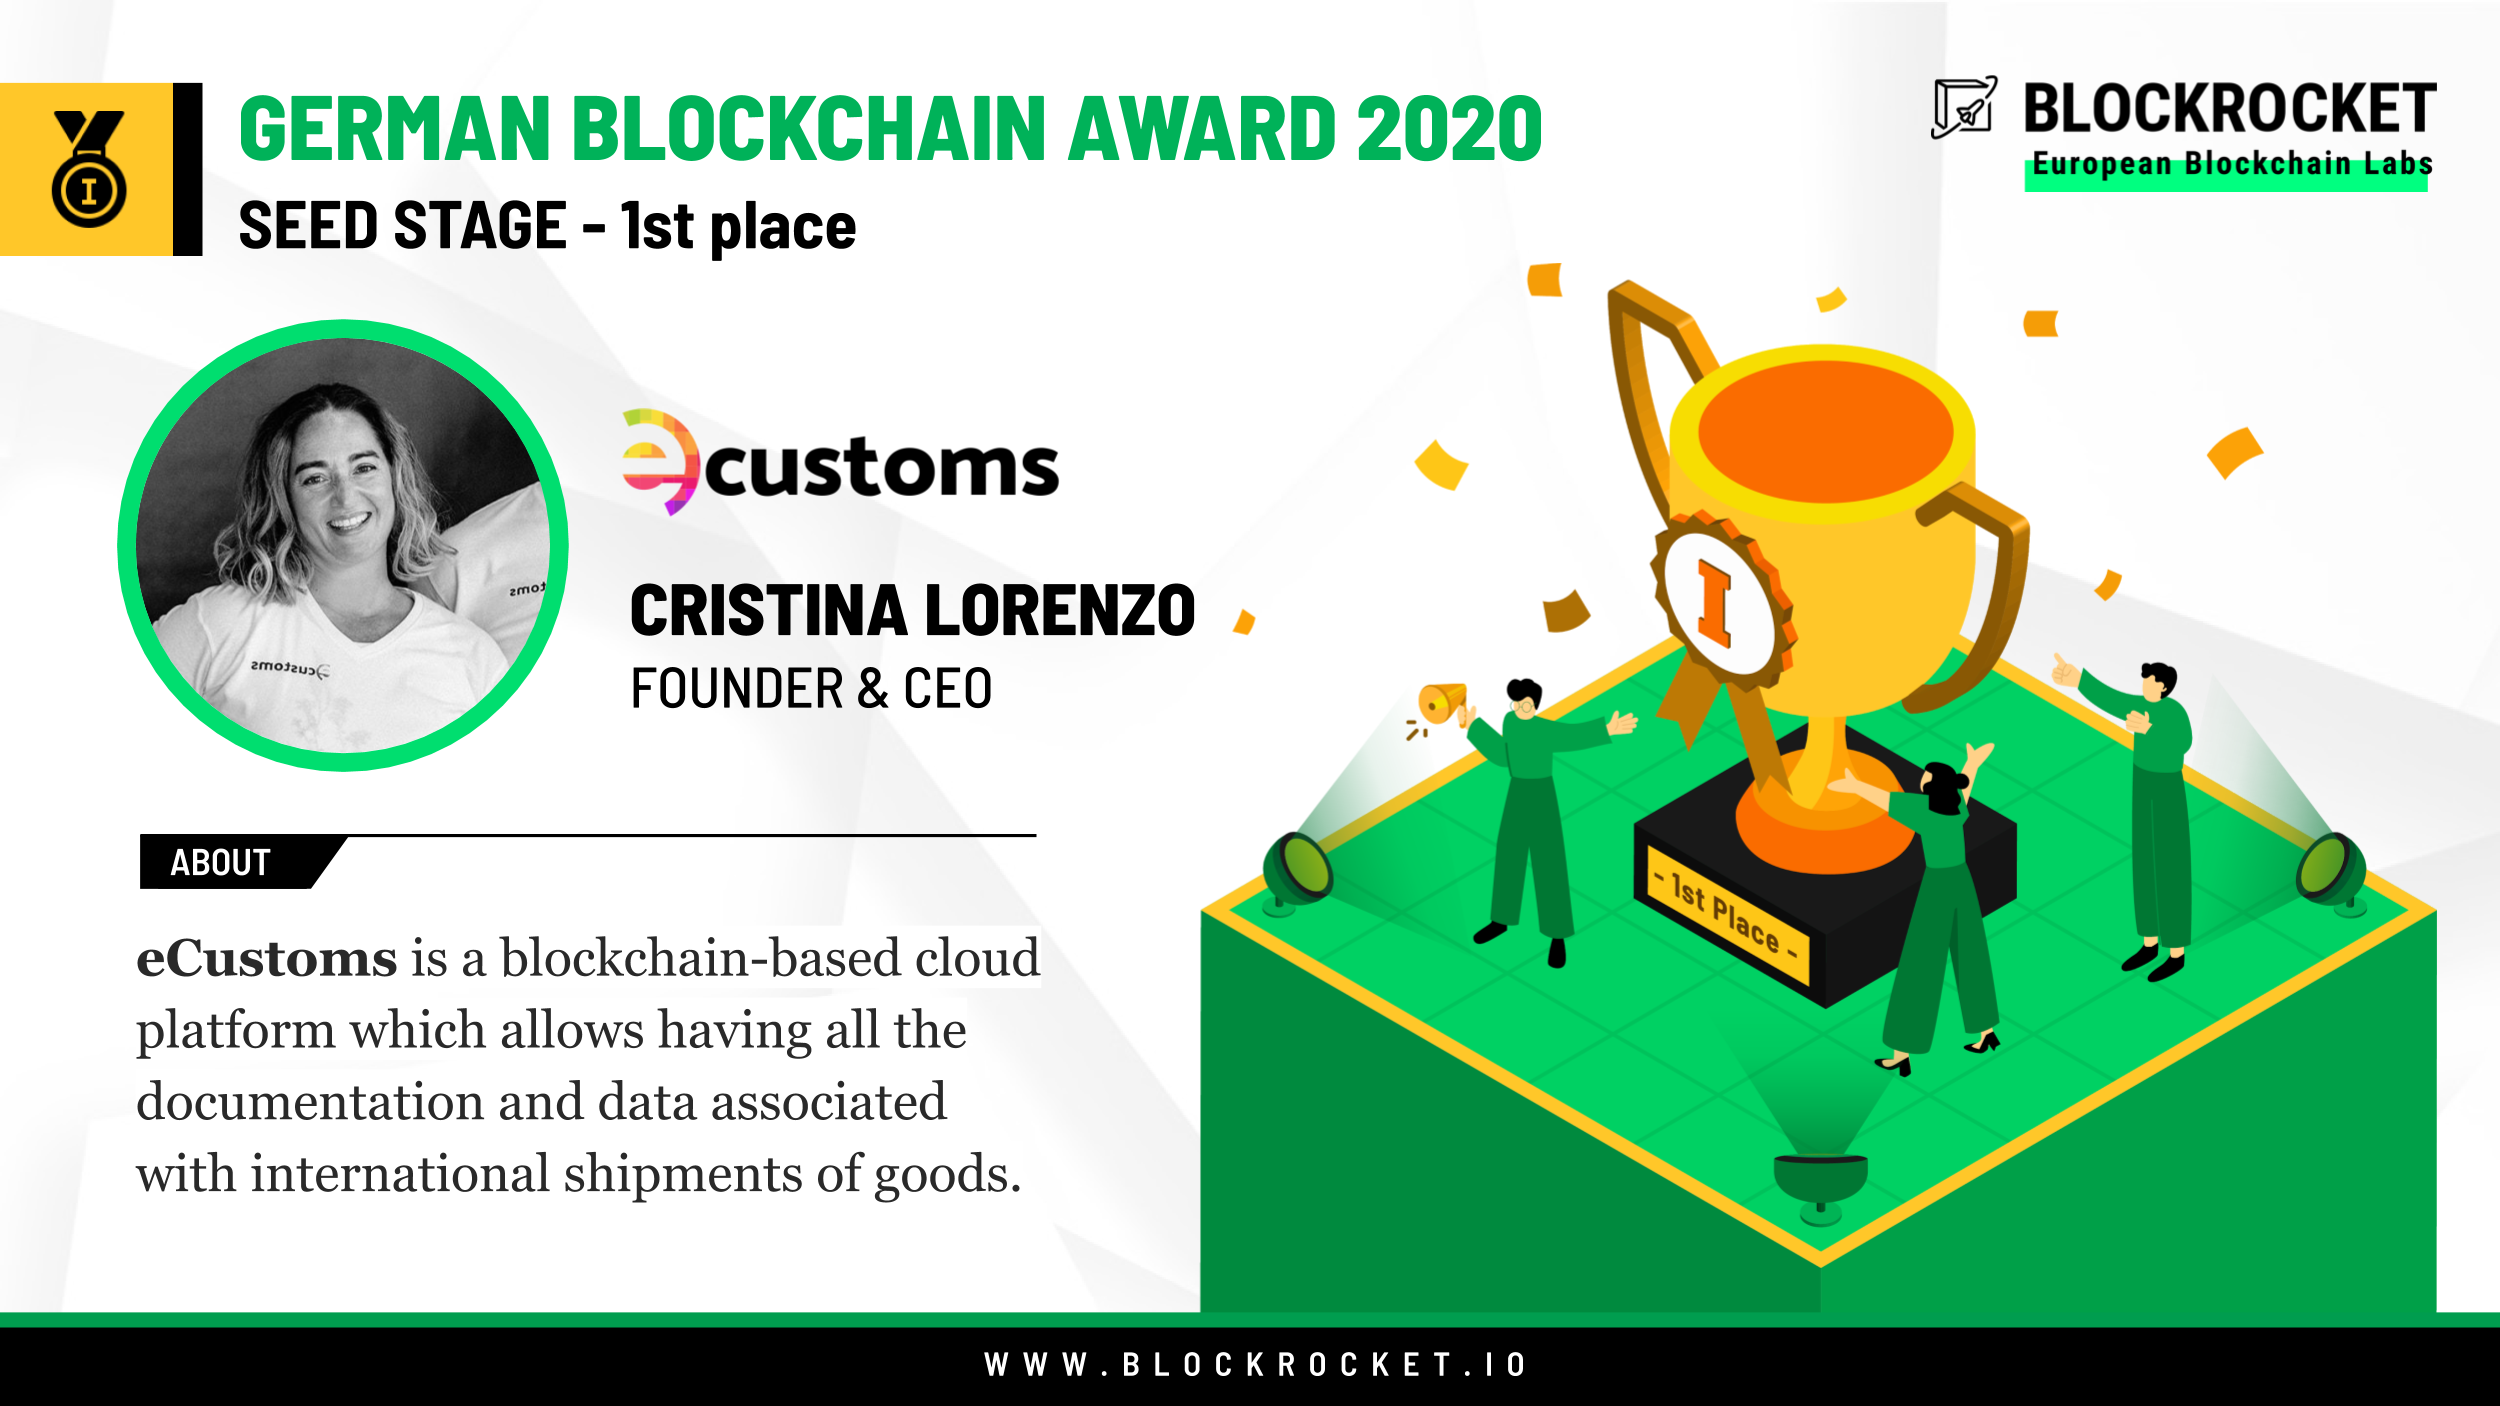 GERMAN BLOCKCHAIN AWARD 2020
SEED STAGE - 1st place
I
BLOCKROCKET
European Blockchain Labs
ecustoms
CRISTINA LORENZO
FOUNDER & CEO
ecustoms
toms
I
- 1st Place -
ABOUT
eCustoms is a blockchain-based cloud
platform which allows having all the
documentation and data associated
with international shipments of goods.
WWW.BLOCKROCKET.IO